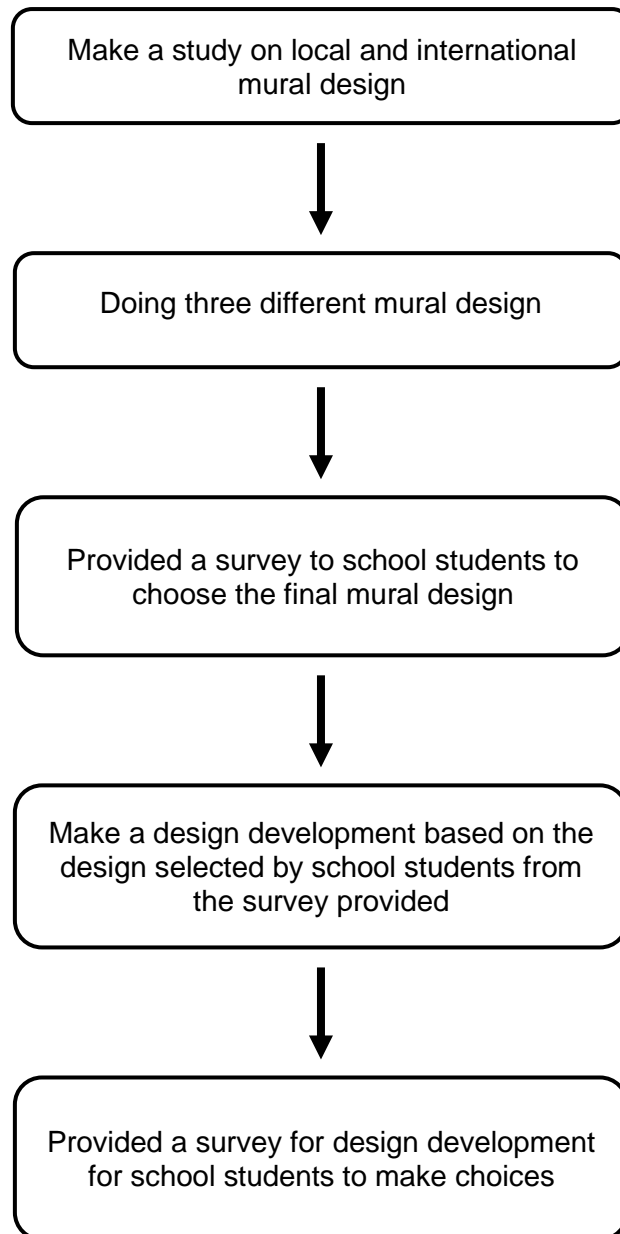 Make a study on local and international
mural design
Doing three different mural design
Provided a survey to school students to
choose the final mural design
Make a design development based on the
design selected by school students from
the survey provided
Provided a survey for design development
for school students to make choices